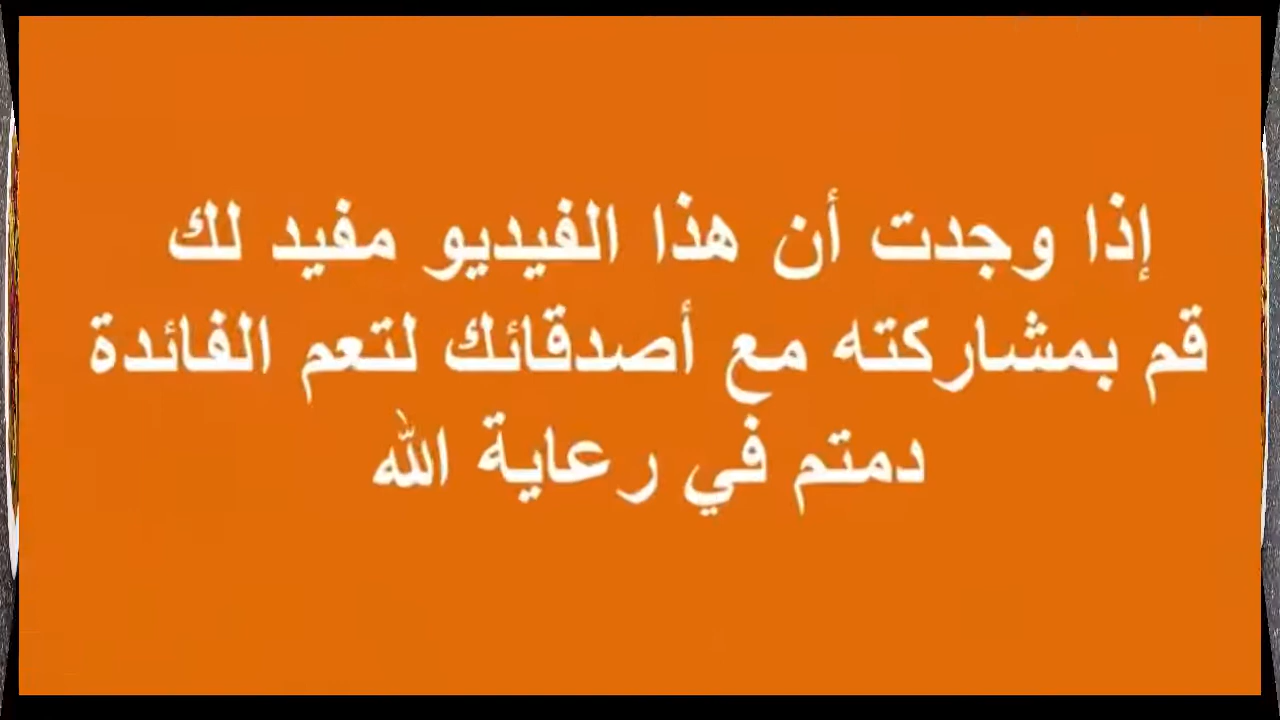 إذا وجدت أن هذا الفيديو مفيد لك
قم بمشاركته مع أصدقائك لتعم الفائدة
دمتم في رعاية الله